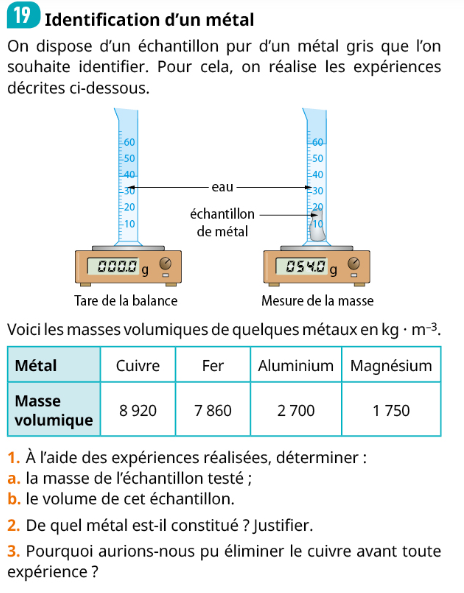 19 Identification d’un métal
On dispose d’un échantillon pur d’un métal gris que l’on
souhaite identifier. Pour cela, on réalise les expériences
décrites ci-dessous.
60
50
40
30
20
10
60
50
40
30
20
10
eau
échantillon
de métal
000.0 g
054.0 g
Tare de la balance
Mesure de la masse
Voici les masses volumiques de quelques métaux en kg · m⁻³.
Métal Cuivre Fer Aluminium Magnésium
Masse
volumique 8 920 7 860 2 700 1 750
1. À l’aide des expériences réalisées, déterminer :
a. la masse de l’échantillon testé ;
b. le volume de cet échantillon.
2. De quel métal est-il constitué ? Justifier.
3. Pourquoi aurions-nous pu éliminer le cuivre avant toute
expérience ?